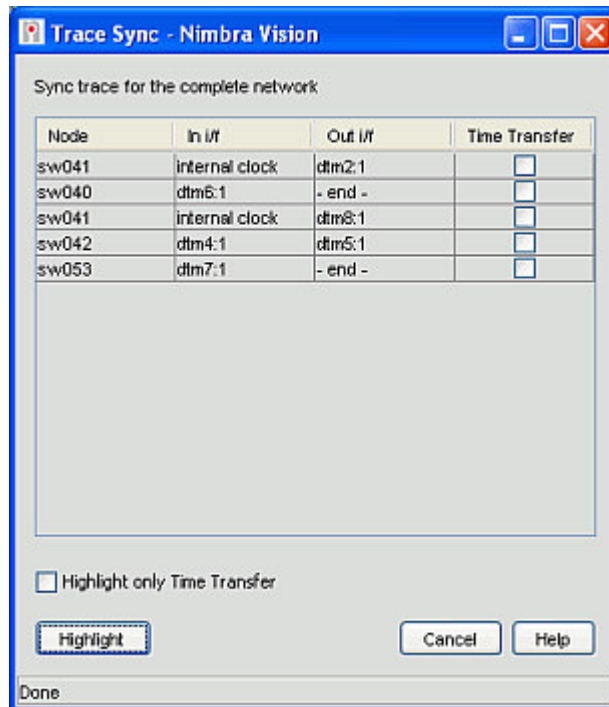 Trace Sync - Nimbra Vision
Sync trace for the complete network
Node In i/f Out i/f Time Transfer
sw041 internal clock dtm2:1
sw040 dtm6:1 - end -
sw041 internal clock dtm8:1
sw042 dtm4:1 dtm5:1
sw053 dtm7:1 - end -
Highlight only Time Transfer
Highlight Cancel Help
Done